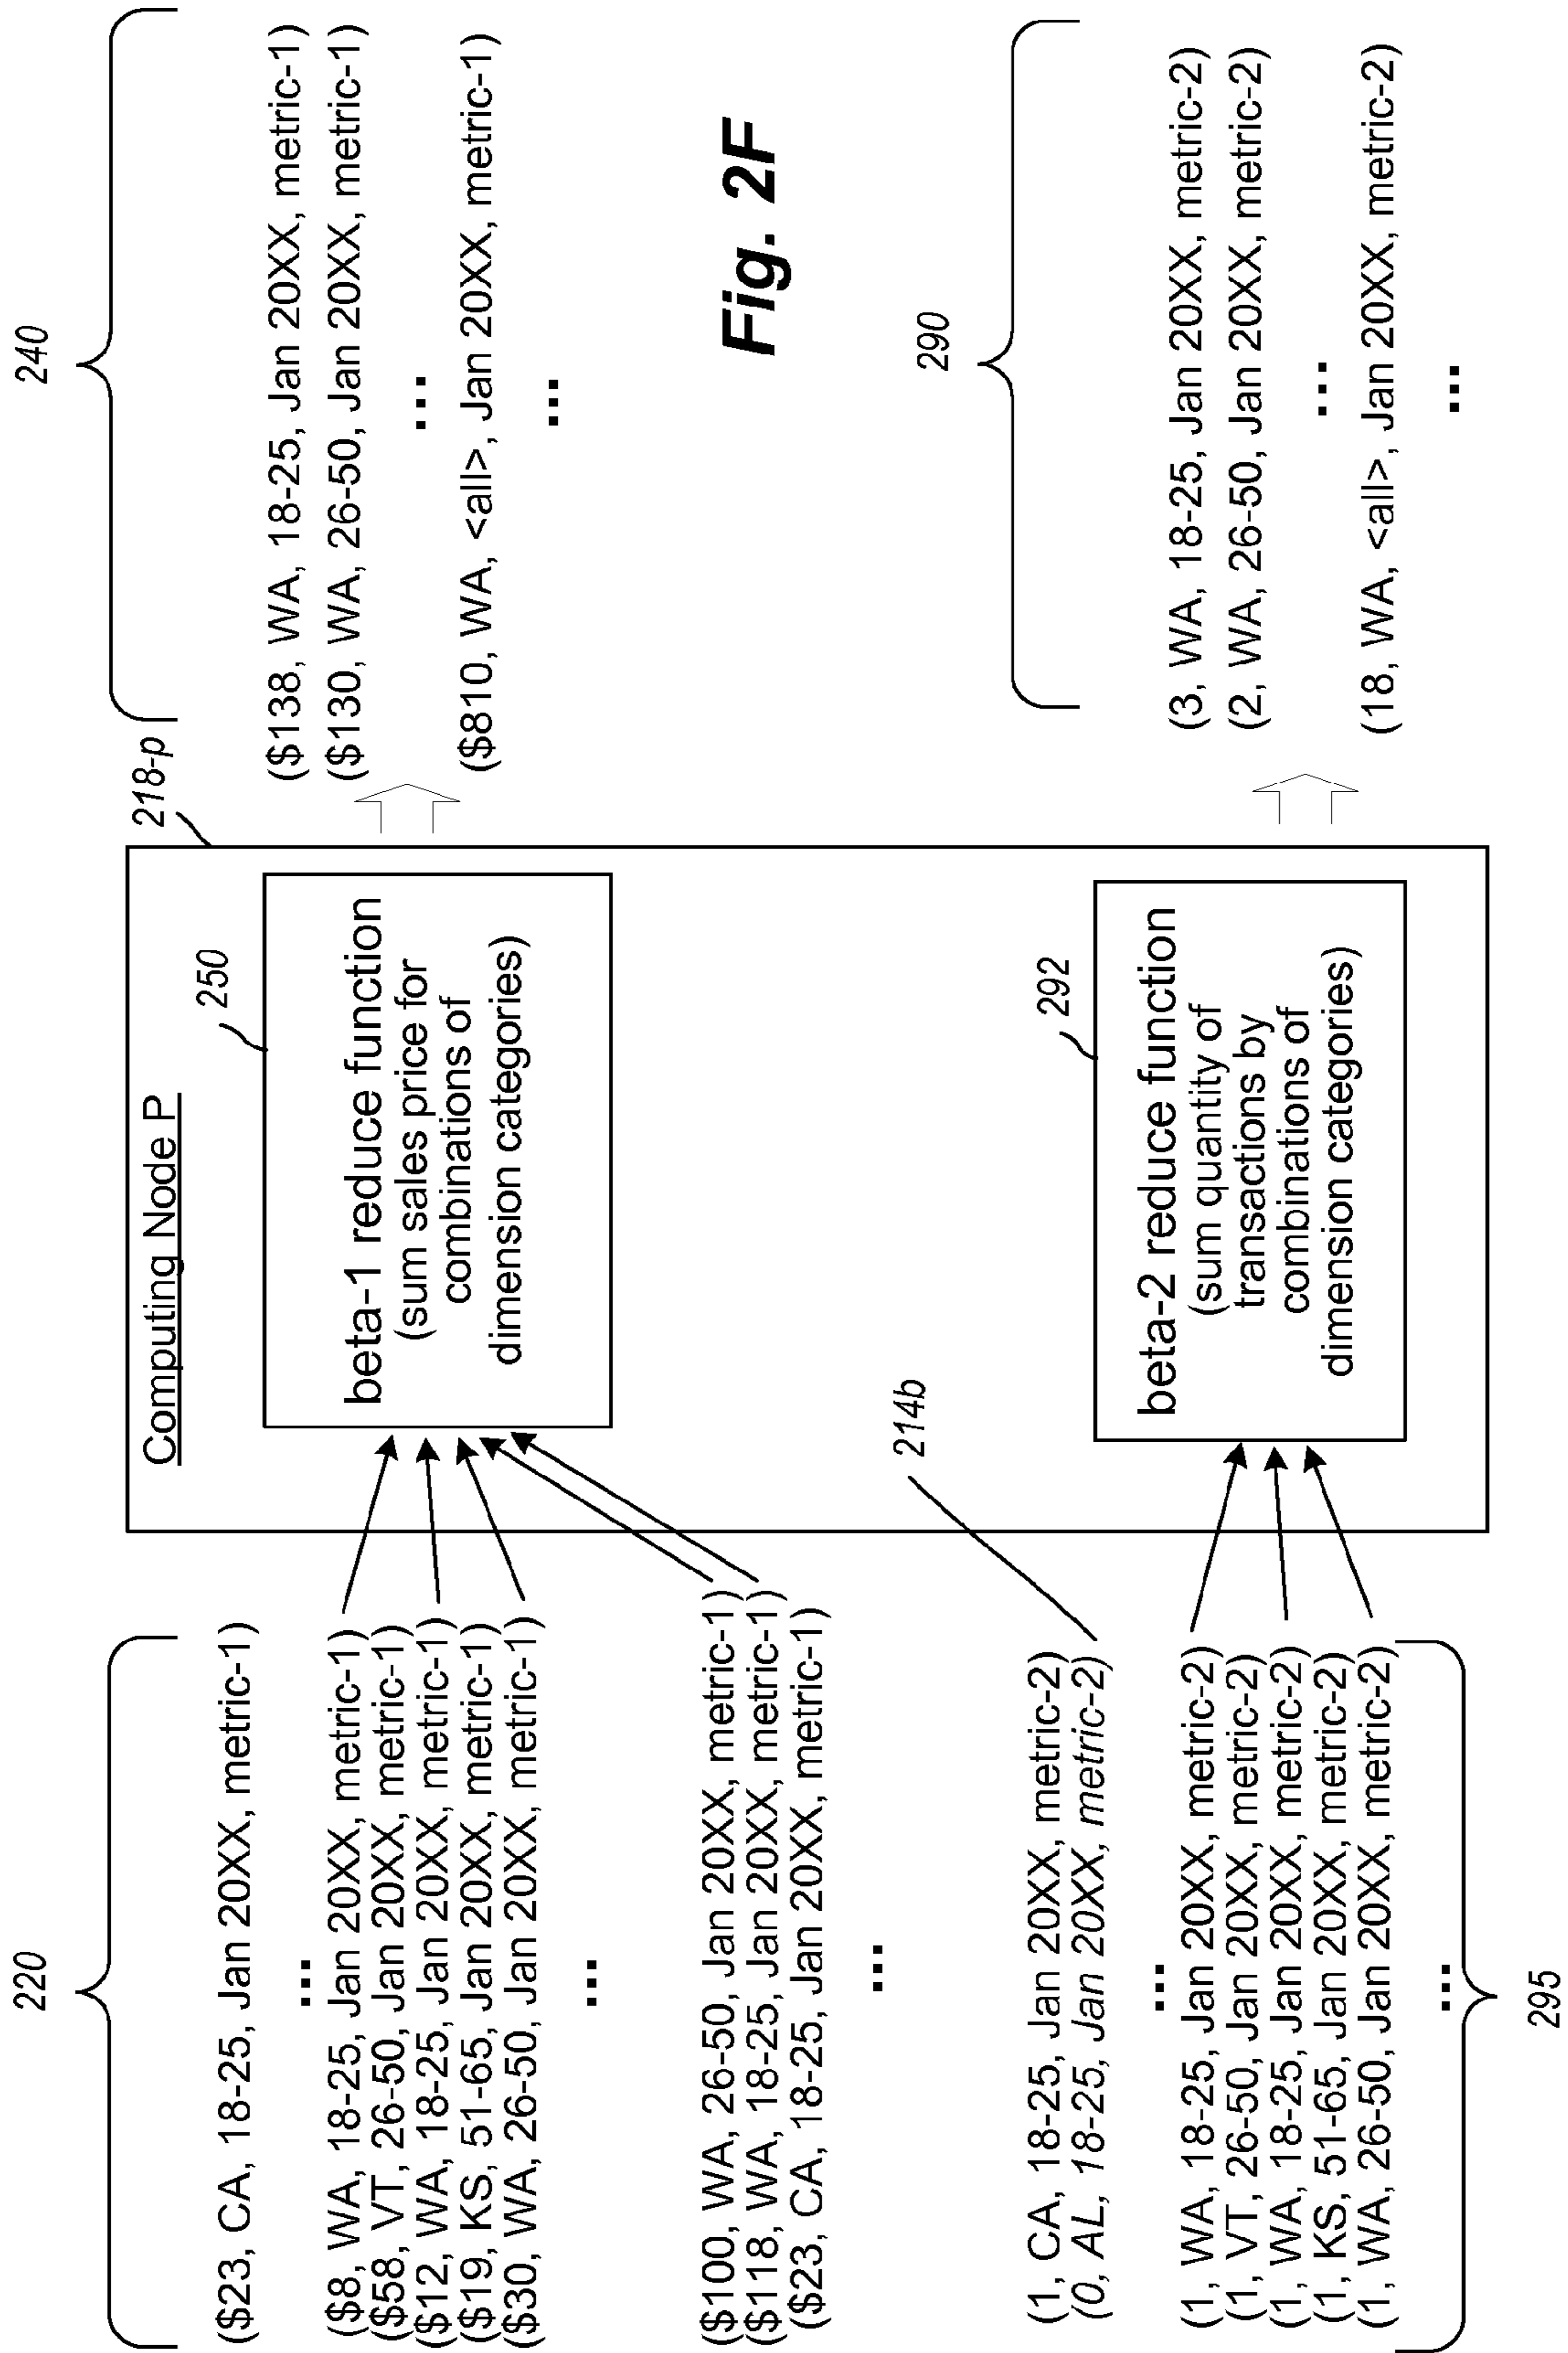 220
($23, CA, 18-25, Jan 20XX, metric-1)
...
($8, WA, 18-25, Jan 20XX, metric-1)
($58, VT, 26-50, Jan 20XX, metric-1)
($12, WA, 18-25, Jan 20XX, metric-1)
($19, KS, 51-65, Jan 20XX, metric-1)
($30, WA, 26-50, Jan 20XX, metric-1)
...
($100, WA, 26-50, Jan 20XX, metric-1)
($118, WA, 18-25, Jan 20XX, metric-1)
($23, CA, 18-25, Jan 20XX, metric-1)
...
214b
(1, CA, 18-25, Jan 20XX, metric-2)
(0, AL, 18-25, Jan 20XX, metric-2)
...
(1, WA, 18-25, Jan 20XX, metric-2)
(1, VT, 26-50, Jan 20XX, metric-2)
(1, WA, 18-25, Jan 20XX, metric-2)
(1, KS, 51-65, Jan 20XX, metric-2)
(1, WA, 26-50, Jan 20XX, metric-2)
...
295
218-p
Computing Node P
250
beta-1 reduce function
(sum sales price for
combinations of
dimension categories)
292
beta-2 reduce function
(sum quantity of
transactions by
combinations of
dimension categories)
240
($138, WA, 18-25, Jan 20XX, metric-1)
($130, WA, 26-50, Jan 20XX, metric-1)
...
($810, WA, <all>, Jan 20XX, metric-1)
...
Fig. 2F
290
(3, WA, 18-25, Jan 20XX, metric-2)
(2, WA, 26-50, Jan 20XX, metric-2)
...
(18, WA, <all>, Jan 20XX, metric-2)
...